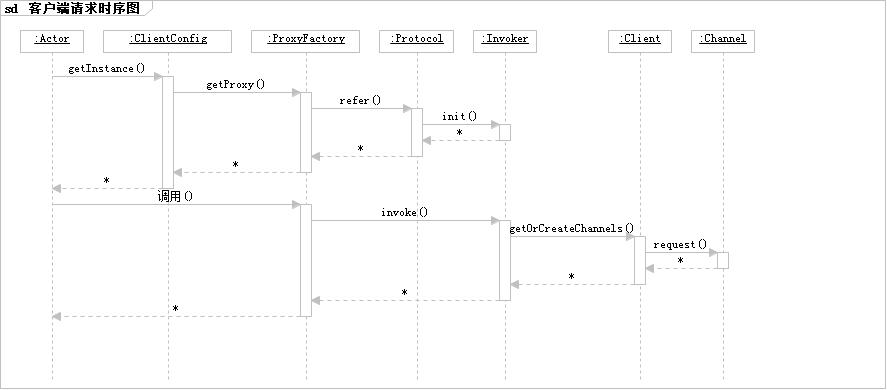 sd 客户端请求时序图
:Actor
:ClientConfig
:ProxyFactory
:Protocol
:Invoker
:Client
:Channel
getInstance()
getProxy()
refer()
init()
*
*
*
*
调用()
invoke()
getOrCreateChannels()
request()
*
*
*
*